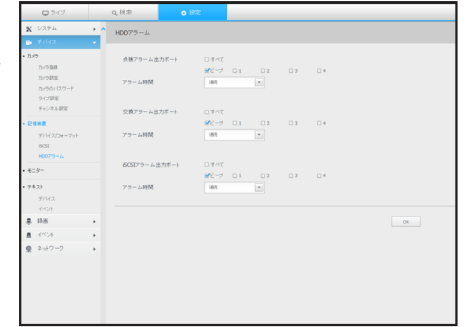 ライブ
検索
設定
システム
デバイス
カメラ
カメラ登録
カメラ設定
カメラのパスワード
ライブ設定
チャンネル設定
記憶装置
デバイス/フォーマット
iSCSI
HDDアラーム
モニター
テキスト
デバイス
イベント
録画
イベント
ネットワーク
HDDアラーム
点検アラーム出力ポート
すべて
ビープ 1 2 3 4
アラーム時間
継続
交換アラーム出力ポート
すべて
ビープ 1 2 3 4
アラーム時間
継続
iSCSIアラーム出力ポート
すべて
ビープ 1 2 3 4
アラーム時間
継続
OK